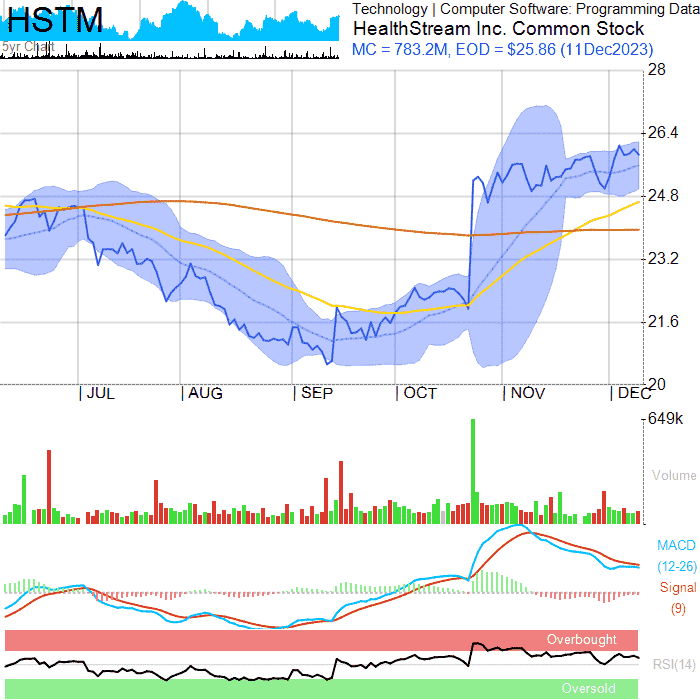 HSTM
5yr Chart
Technology | Computer Software: Programming Data
HealthStream Inc. Common Stock
MC = 783.2M, EOD = $25.86 (11Dec2023)
28
26.4
24.8
23.2
21.6
20
JUL
AUG
SEP
OCT
NOV
DEC
649k
Volume
MACD
(12-26)
Signal
(9)
Overbought
RSI(14)
Oversold